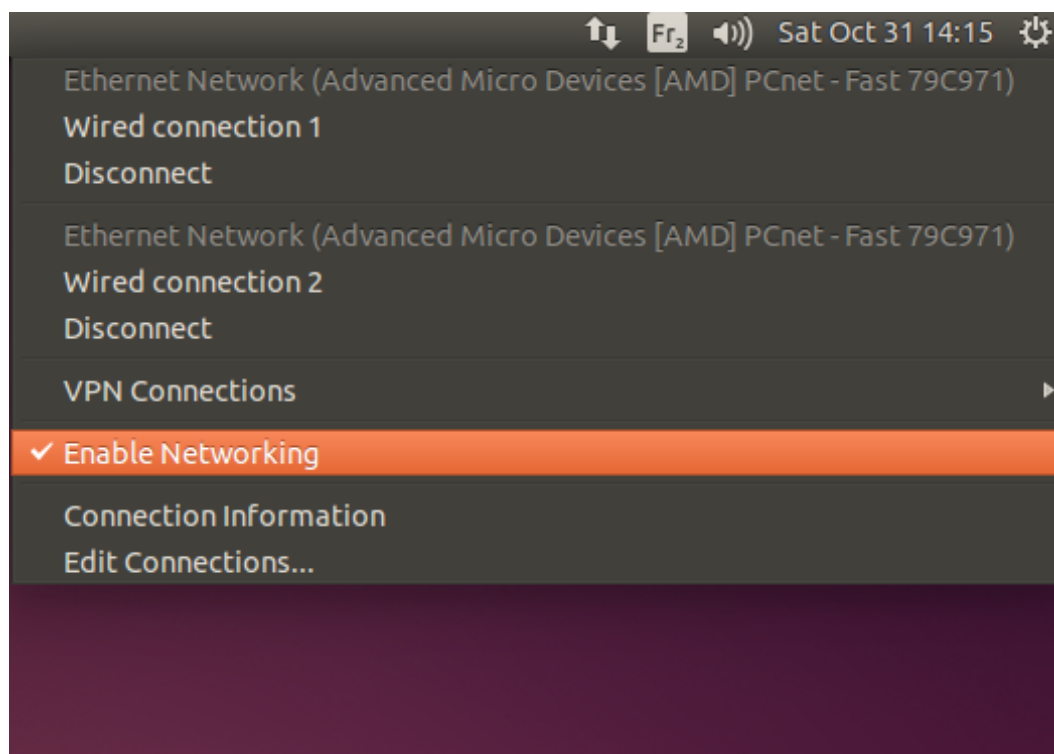 Fr₂ Sat Oct 31 14:15
Ethernet Network (Advanced Micro Devices [AMD] PCnet - Fast 79C971)
Wired connection 1
Disconnect
Ethernet Network (Advanced Micro Devices [AMD] PCnet - Fast 79C971)
Wired connection 2
Disconnect
VPN Connections
Enable Networking
Connection Information
Edit Connections...